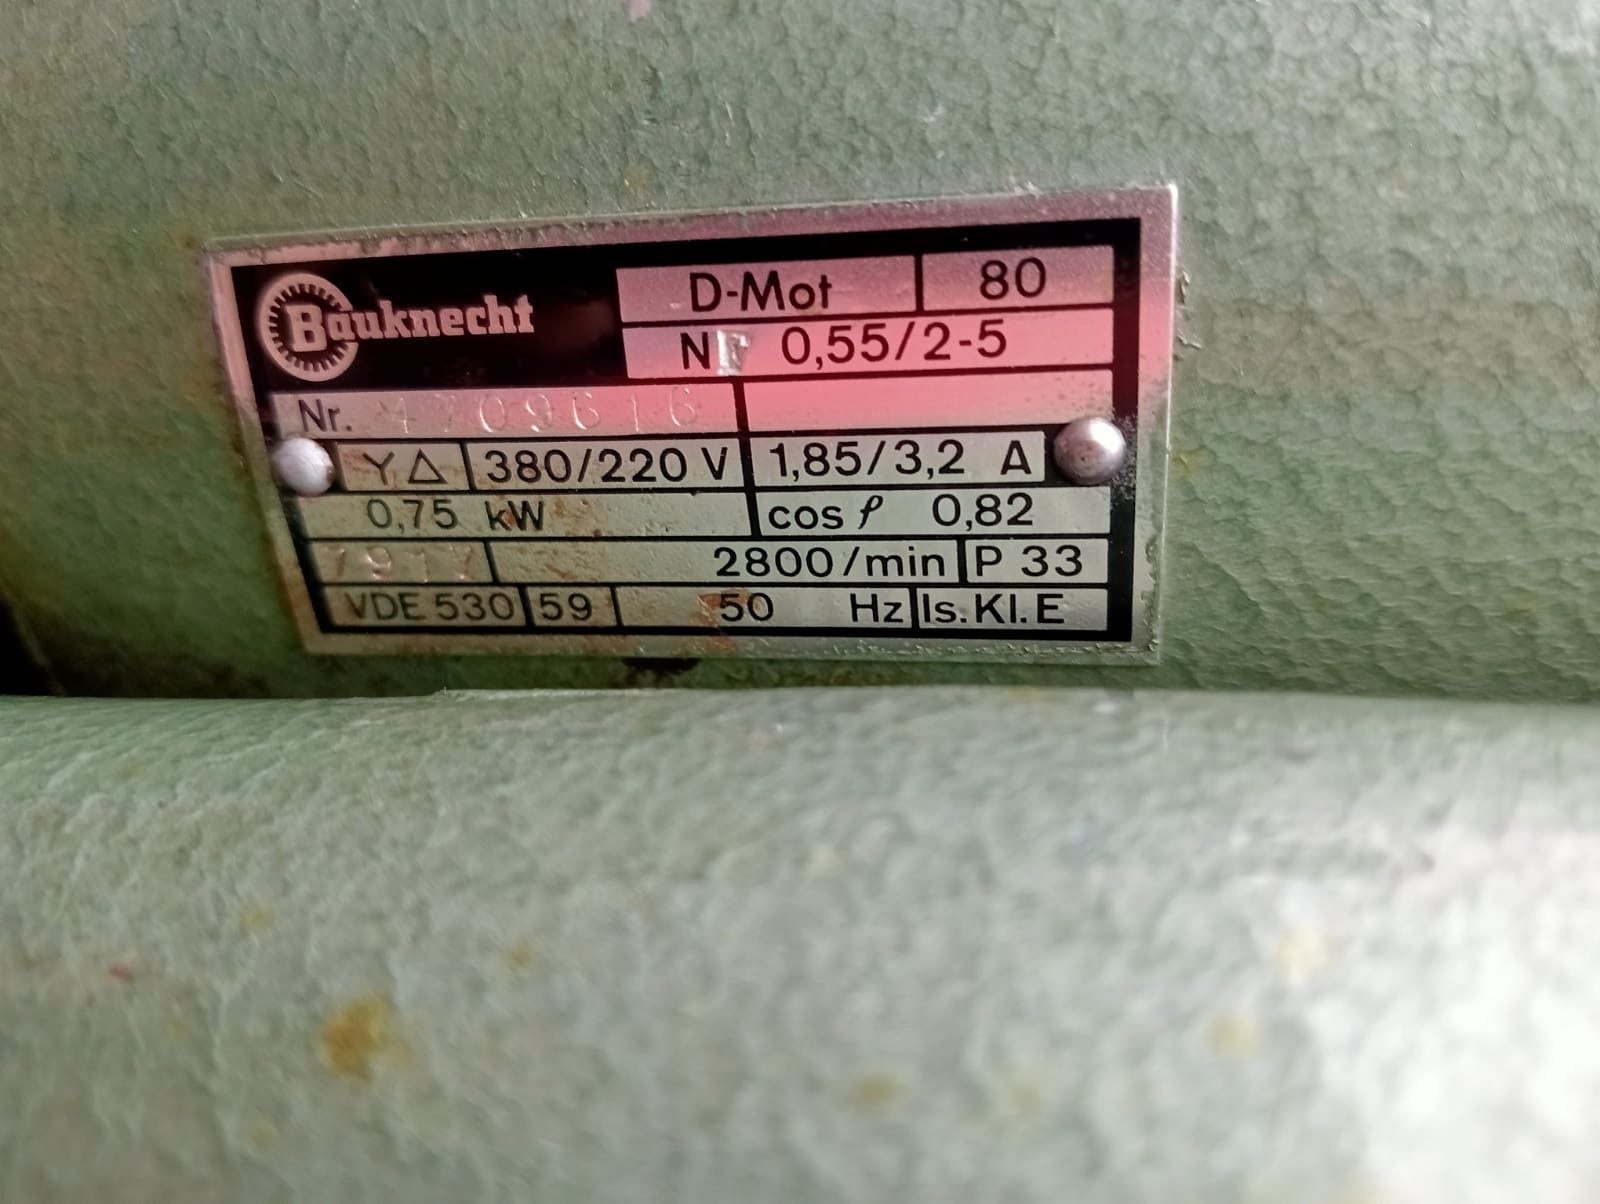 Bauknecht
D-Mot 80
N 0,55/2-5
Nr. 4709616
Y Δ 380/220 V 1,85/3,2 A
0,75 kW cos φ 0,82
2800/min P 33
VDE 530 59 50 Hz Is.Kl.E